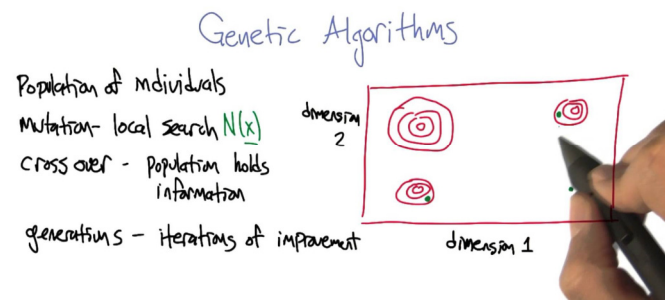 Genetic Algorithms
Population of individuals
Mutation- local search N(x)
cross over - population holds
information
generations - iterations of improvement
dimension
2
dimension 1